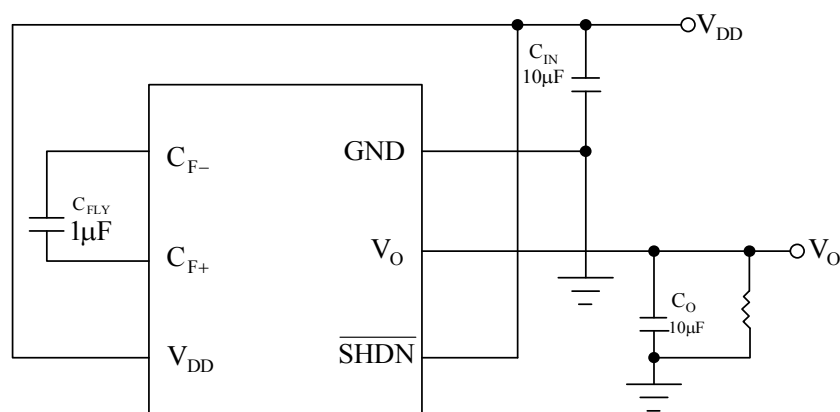 V_DD
C_IN
10μF
C_F−
GND
C_FLY
1μF
V_O
V_O
C_F+
C_O
10μF
V_DD
SHDN